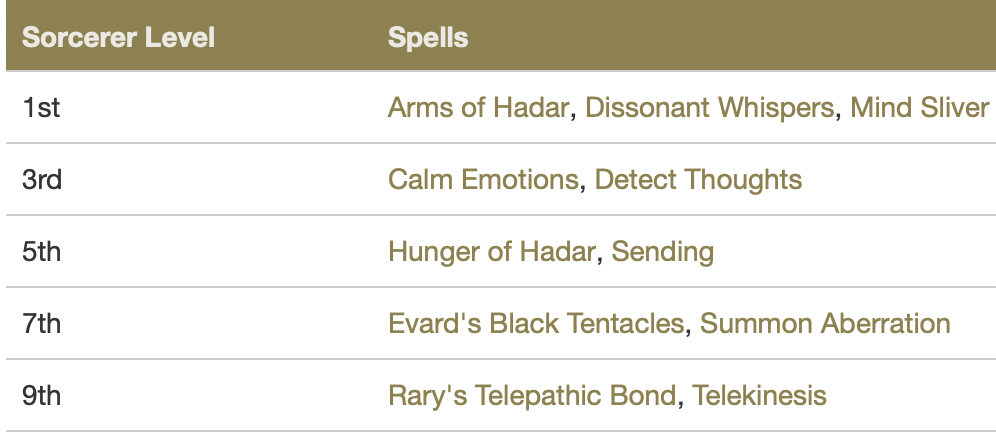 Sorcerer Level Spells
1st Arms of Hadar, Dissonant Whispers, Mind Sliver
3rd Calm Emotions, Detect Thoughts
5th Hunger of Hadar, Sending
7th Evard's Black Tentacles, Summon Aberration
9th Rary's Telepathic Bond, Telekinesis